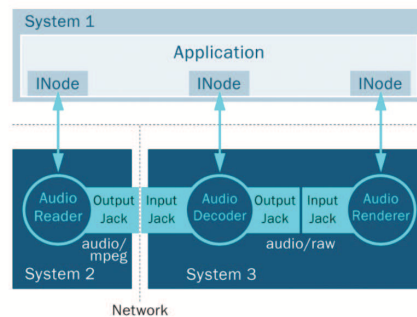 System 1
Application
INode
INode
INode
Audio
Reader
Output
Jack
Input
Jack
Audio
Decoder
Output
Jack
Input
Jack
Audio
Renderer
audio/
mpeg
audio/raw
System 2
System 3
Network